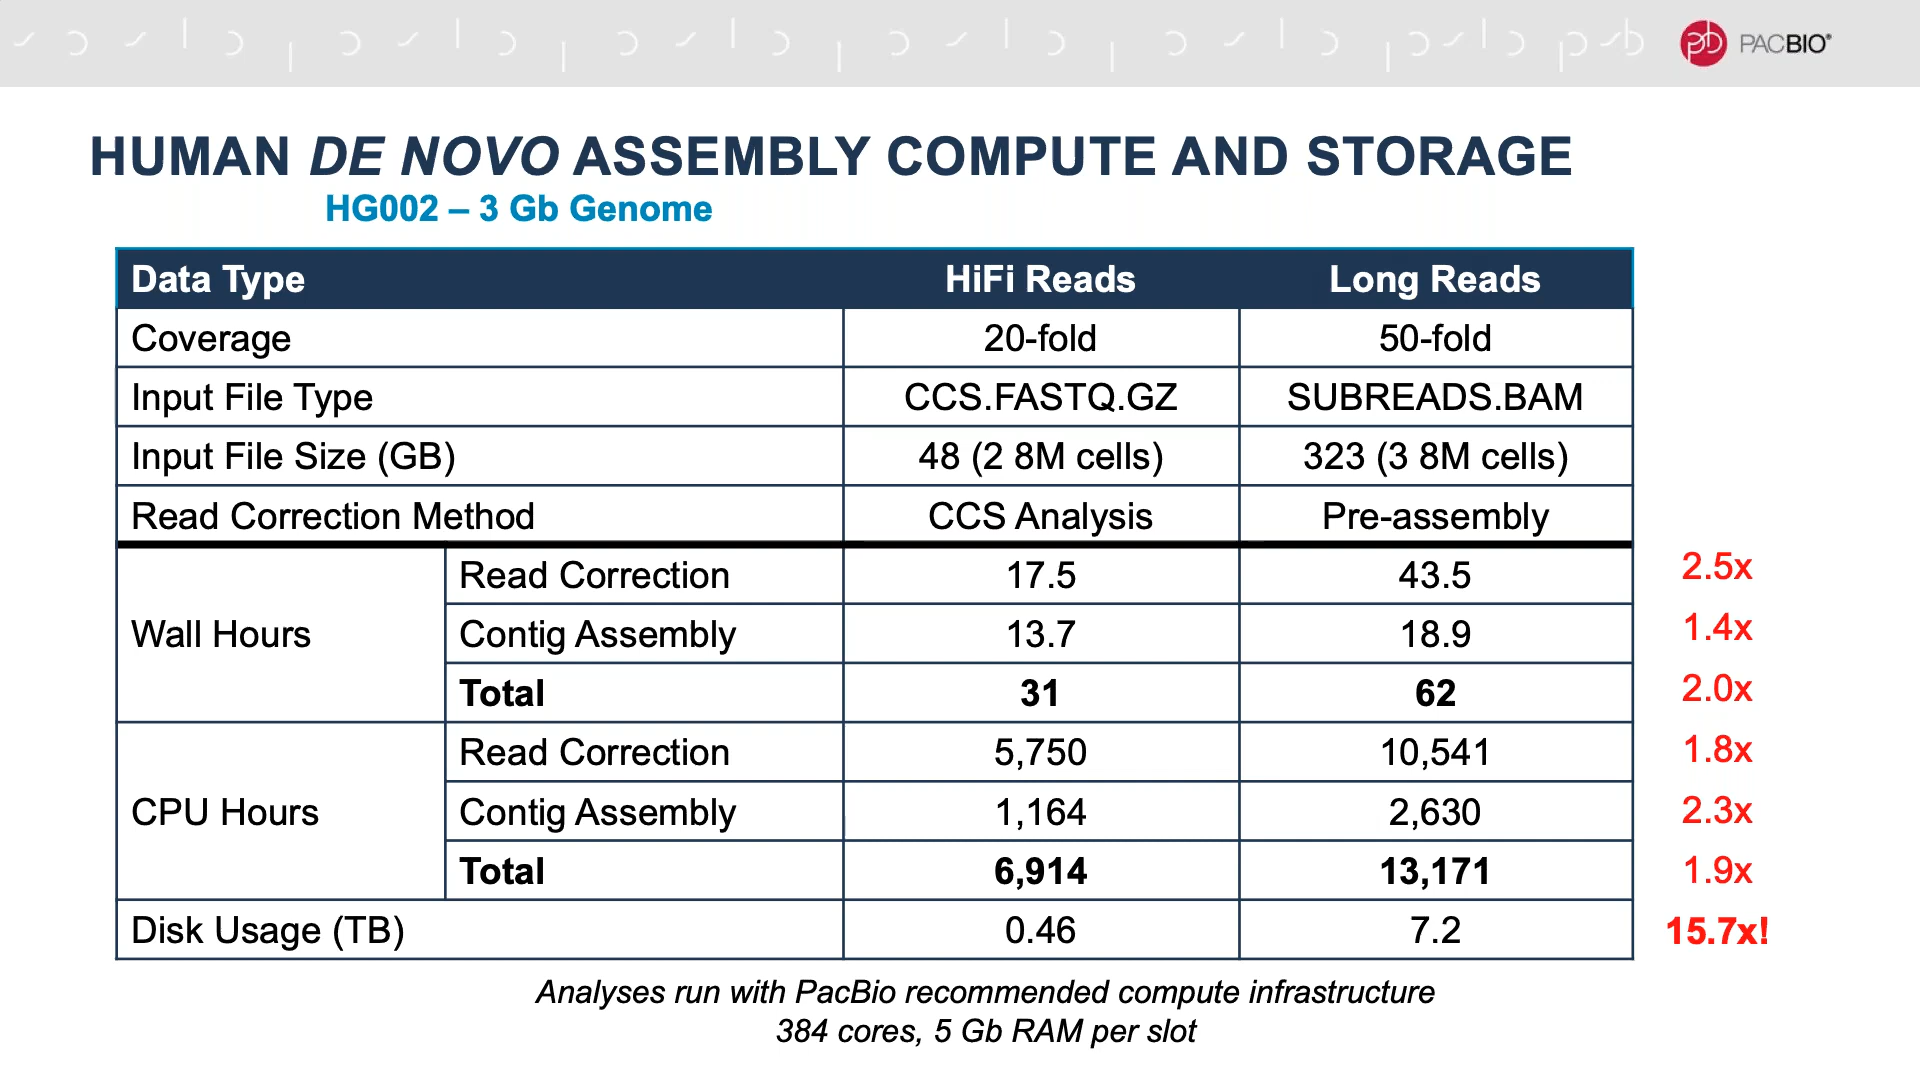 PACBIO®
HUMAN DE NOVO ASSEMBLY COMPUTE AND STORAGE
HG002 – 3 Gb Genome
Data Type HiFi Reads Long Reads
Coverage 20-fold 50-fold
Input File Type CCS.FASTQ.GZ SUBREADS.BAM
Input File Size (GB) 48 (2 8M cells) 323 (3 8M cells)
Read Correction Method CCS Analysis Pre-assembly
Read Correction 17.5 43.5 2.5x
Wall Hours Contig Assembly 13.7 18.9 1.4x
Total 31 62 2.0x
Read Correction 5,750 10,541 1.8x
CPU Hours Contig Assembly 1,164 2,630 2.3x
Total 6,914 13,171 1.9x
Disk Usage (TB) 0.46 7.2 15.7x!
Analyses run with PacBio recommended compute infrastructure
384 cores, 5 Gb RAM per slot